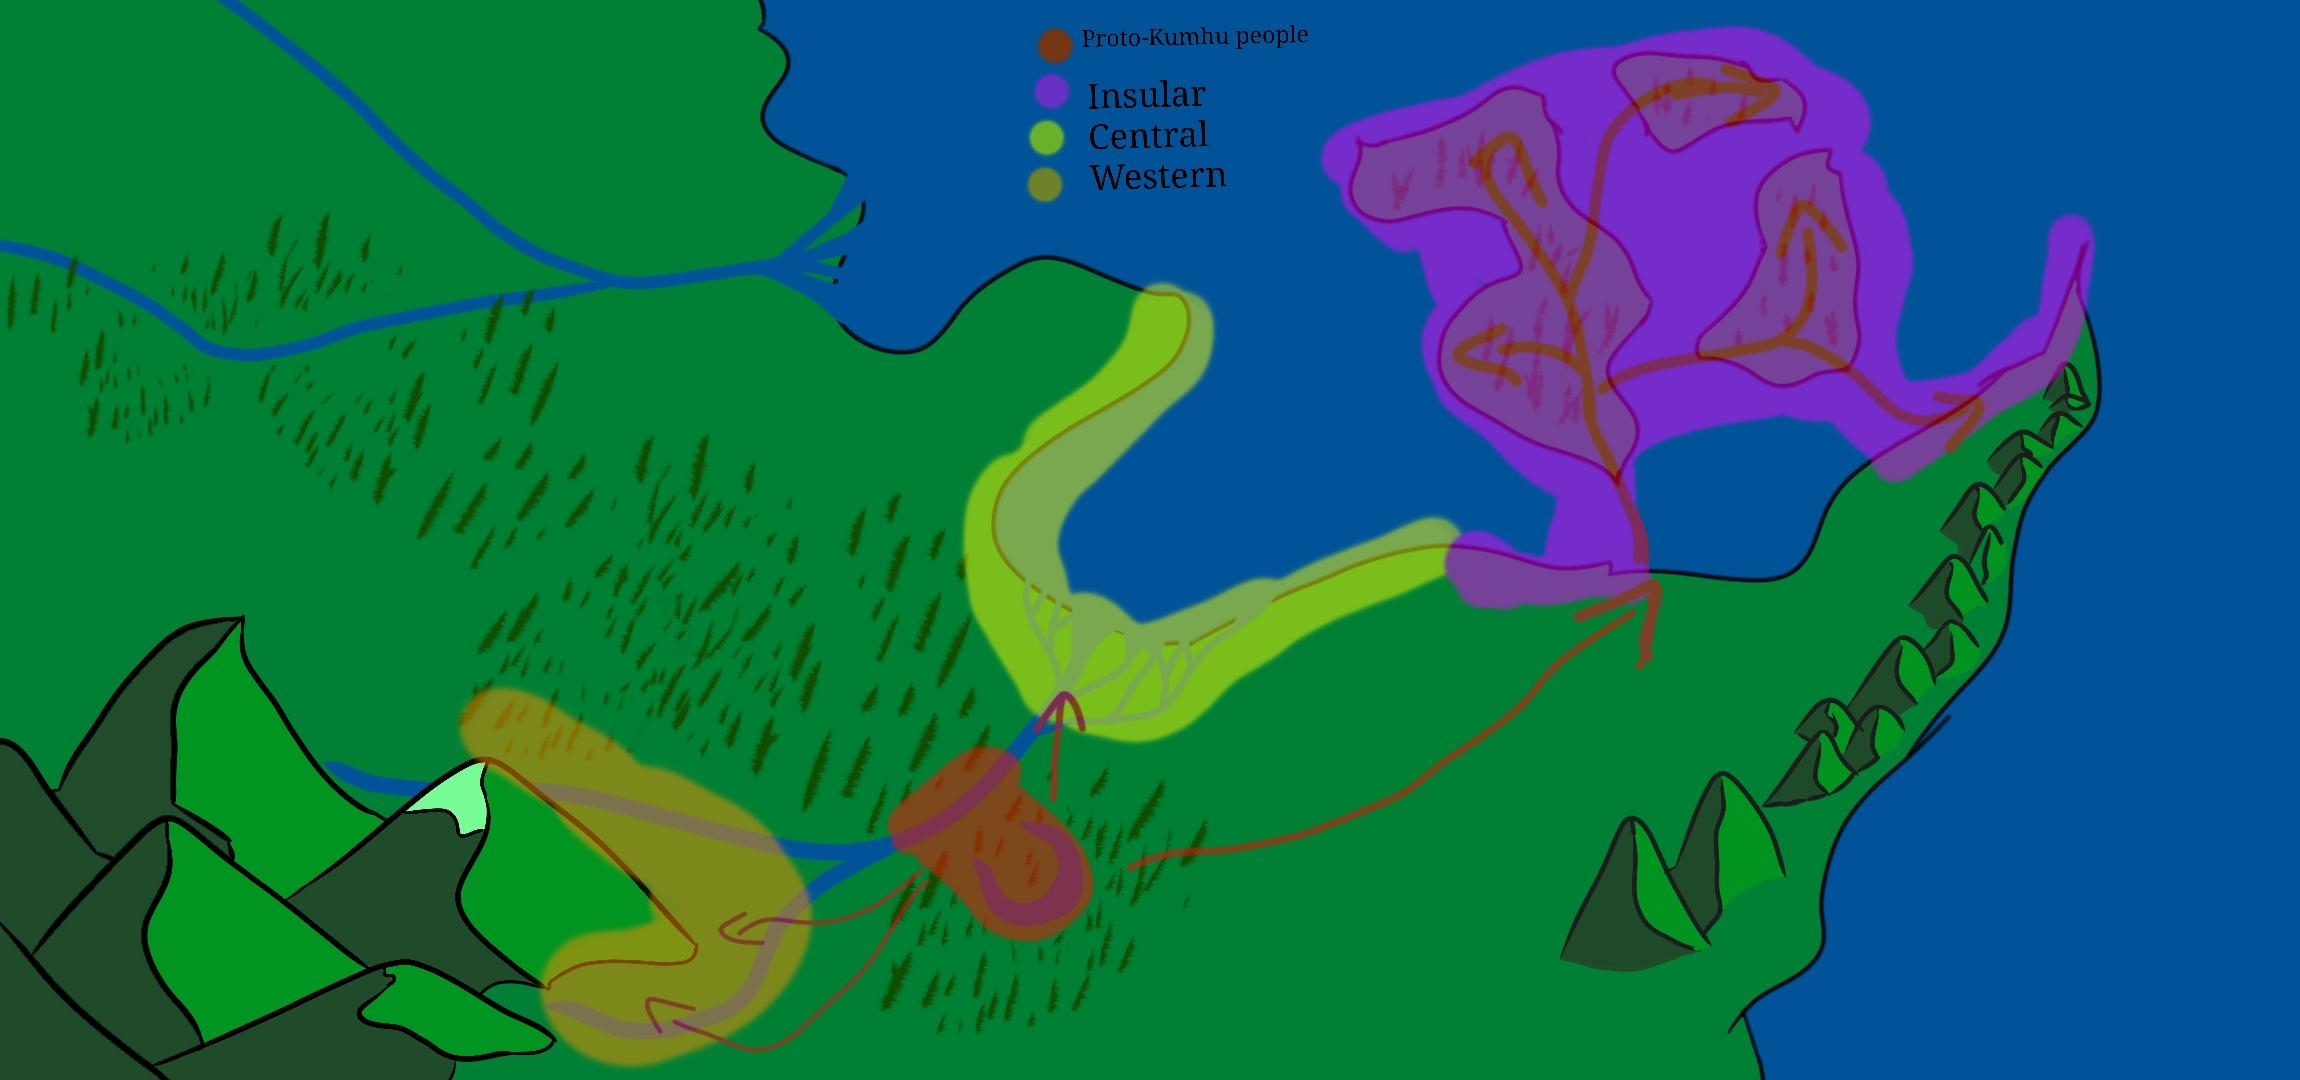 Proto-Kumhu people
Insular
Central
Western